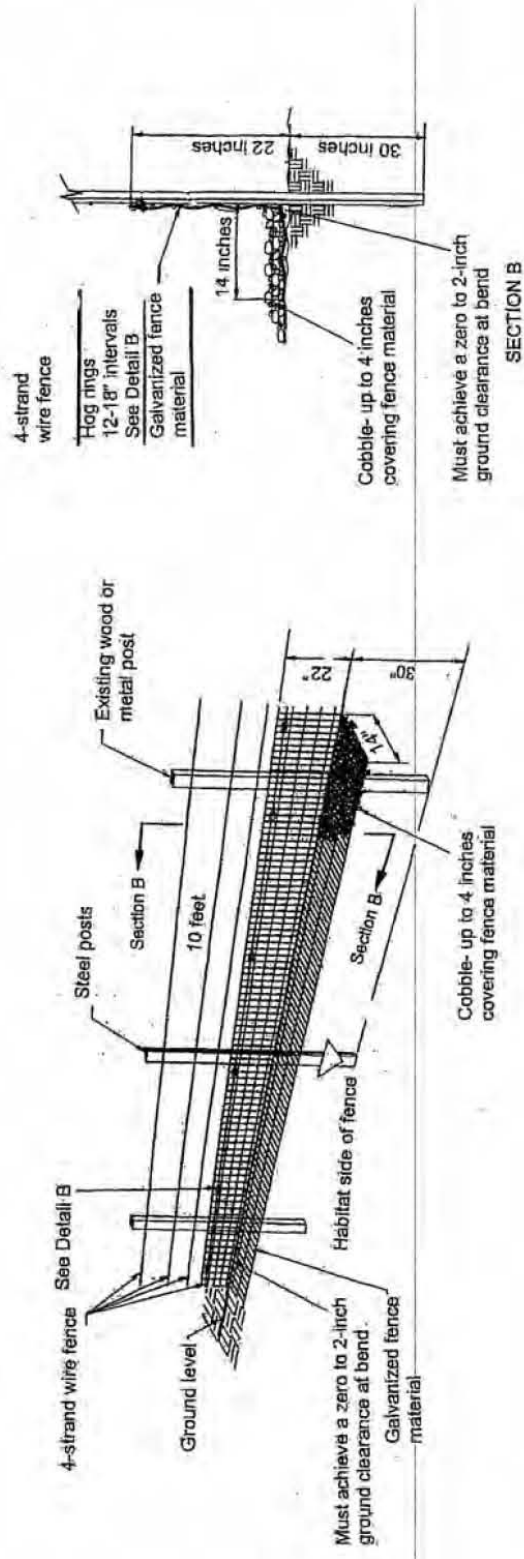 4-strand wire fence
See Detail B
Steel posts
Existing wood or
metal post
Section B
10 feet
22"
30"
14"
Ground level
Section B
Habitat side of fence
Must achieve a zero to 2-inch
ground clearance at bend
Galvanized fence
material
Cobble- up to 4 inches
covering fence material
4-strand
wire fence
Hog rings
12-18" intervals
See Detail B
Galvanized fence
material
22 inches
14 inches
30 inches
Cobble- up to 4 inches
covering fence material
Must achieve a zero to 2-inch
ground clearance at bend
SECTION B